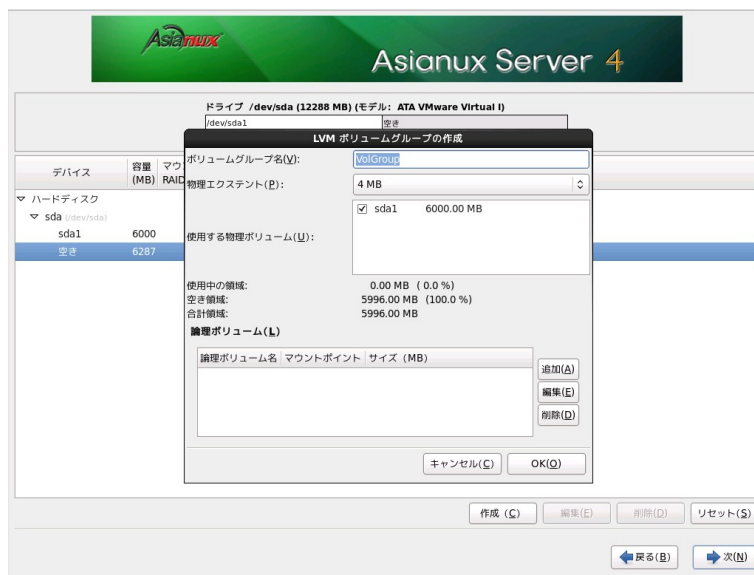 Asianux
Asianux Server 4
ドライブ /dev/sda (12288 MB) (モデル: ATA VMware Virtual I)
/dev/sda1 空き
LVM ボリュームグループの作成
ボリュームグループ名(V): VolGroup
物理エクステント(P): 4 MB
使用する物理ボリューム(U):
sda1 6000.00 MB
使用中の領域: 0.00 MB ( 0.0 %)
空き領域: 5996.00 MB (100.0 %)
合計領域: 5996.00 MB
論理ボリューム(L)
論理ボリューム名 マウントポイント サイズ (MB)
追加(A)
編集(E)
削除(D)
キャンセル(C) OK(O)
デバイス 容量 (MB) マウ RAID
ハードディスク
sda (/dev/sda)
sda1 6000
空き 6287
作成 (C) 編集(E) 削除(D) リセット(S)
戻る(B) 次(N)